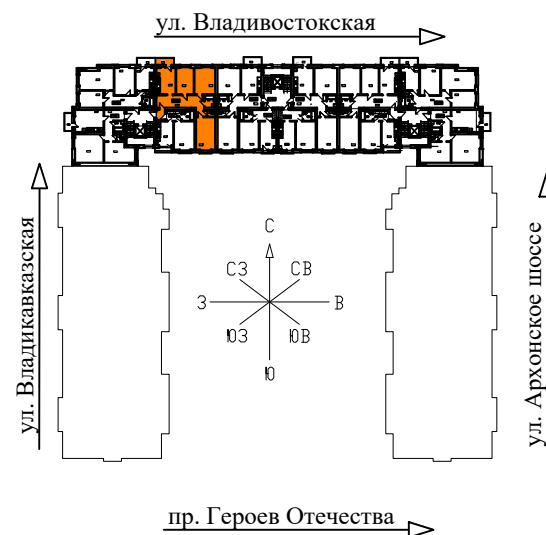 ул. Владивостокская
ул. Владикавказская
ул. Архонское шоссе
С
СЗ
СВ
З
В
ЮЗ
ЮВ
Ю
пр. Героев Отечества